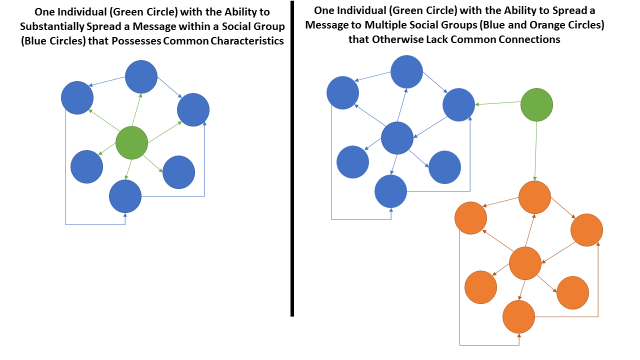 One Individual (Green Circle) with the Ability to
Substantially Spread a Message within a Social Group
(Blue Circles) that Possesses Common Characteristics
One Individual (Green Circle) with the Ability to Spread a
Message to Multiple Social Groups (Blue and Orange Circles)
that Otherwise Lack Common Connections